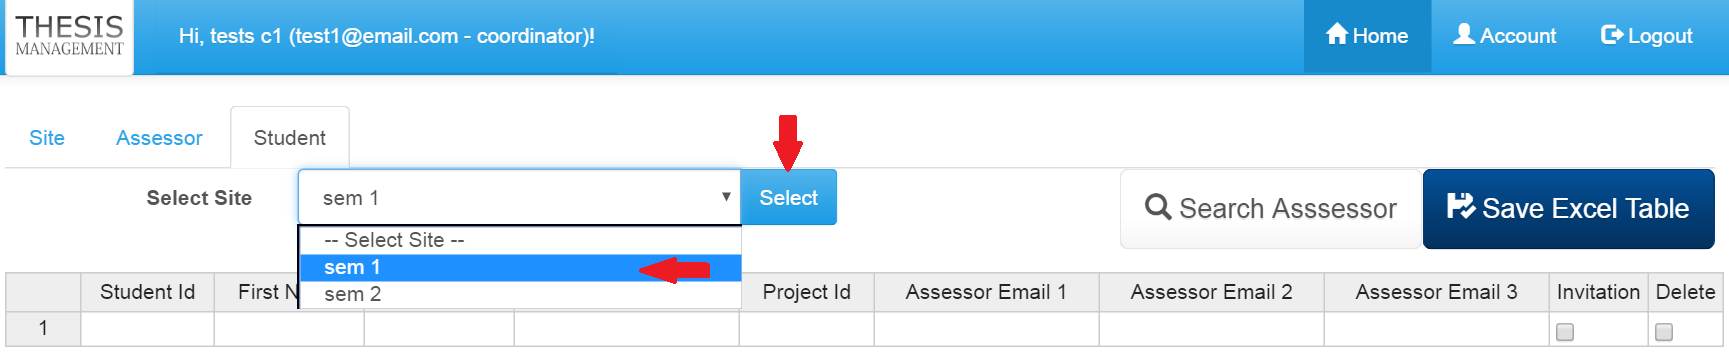 THESIS
MANAGEMENT
Hi, tests c1 (test1@email.com - coordinator)!
Home
Account
Logout
Site
Assessor
Student
Select Site
sem 1
Select
Search Asssessor
Save Excel Table
-- Select Site --
sem 1
sem 2
Student Id
First N
Project Id
Assessor Email 1
Assessor Email 2
Assessor Email 3
Invitation
Delete
1